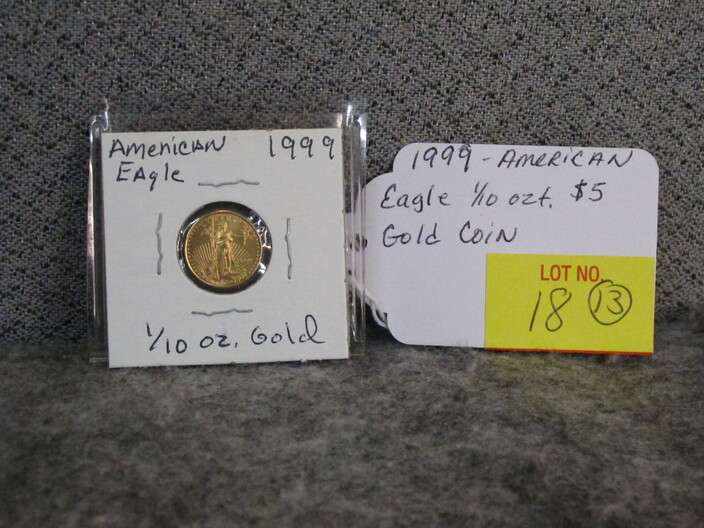 American 1999
Eagle
1/10 oz. Gold
1999 - American
Eagle 1/10 ozt. $5
Gold Coin
LOT NO.
18 13